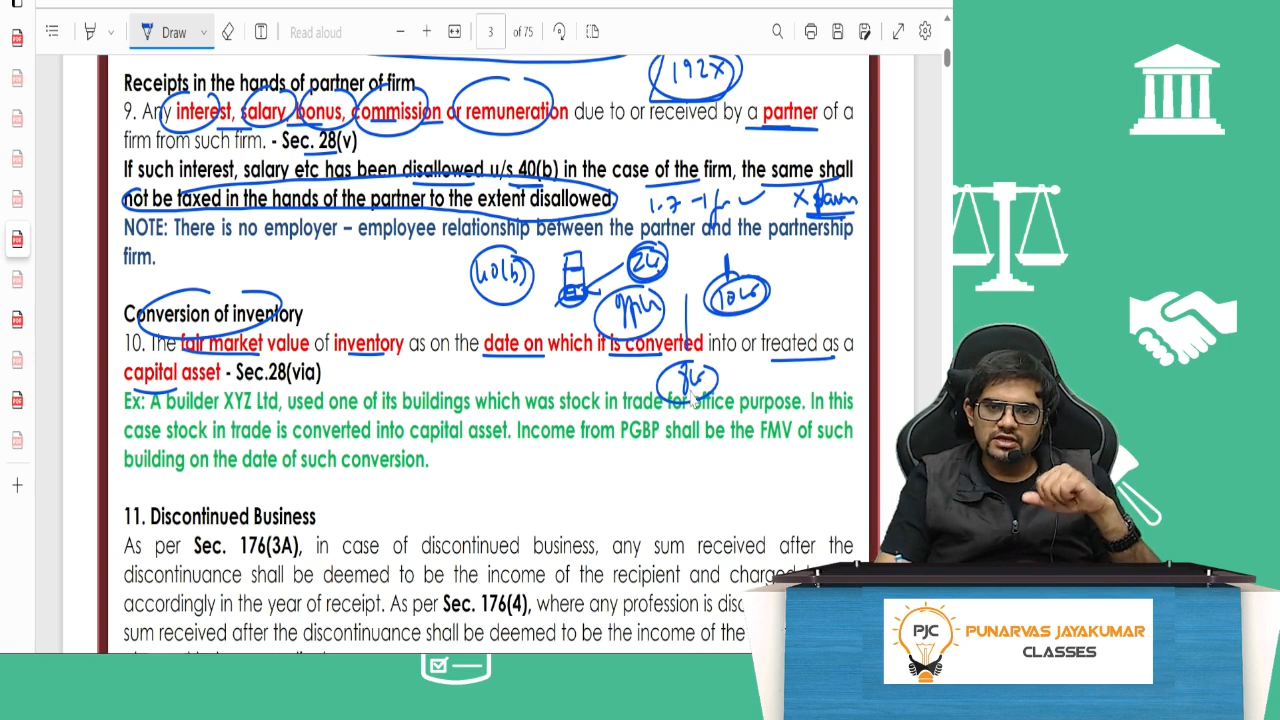 Draw
Read aloud
3 of 75
192X
Receipts in the hands of partner of firm.
9. Any interest, salary, bonus, commission or remuneration due to or received by a partner of a
firm from such firm. - Sec. 28(v)
If such interest, salary etc has been disallowed u/s 40(b) in the case of the firm, the same shall
not be taxed in the hands of the partner to the extent disallowed.
NOTE: There is no employer – employee relationship between the partner and the partnership
firm.
40(b)
Conversion of inventory
10. The fair market value of inventory as on the date on which it is converted into or treated as a
capital asset - Sec.28(via)
Ex: A builder XYZ Ltd, used one of its buildings which was stock in trade for office purpose. In this
case stock in trade is converted into capital asset. Income from PGBP shall be the FMV of such
building on the date of such conversion.
11. Discontinued Business
As per Sec. 176(3A), in case of discontinued business, any sum received after the
discontinuance shall be deemed to be the income of the recipient and charged
accordingly in the year of receipt. As per Sec. 176(4), where any profession is
sum received after the discontinuance shall be deemed to be the income of the
PJC
PUNARVAS JAYAKUMAR
CLASSES